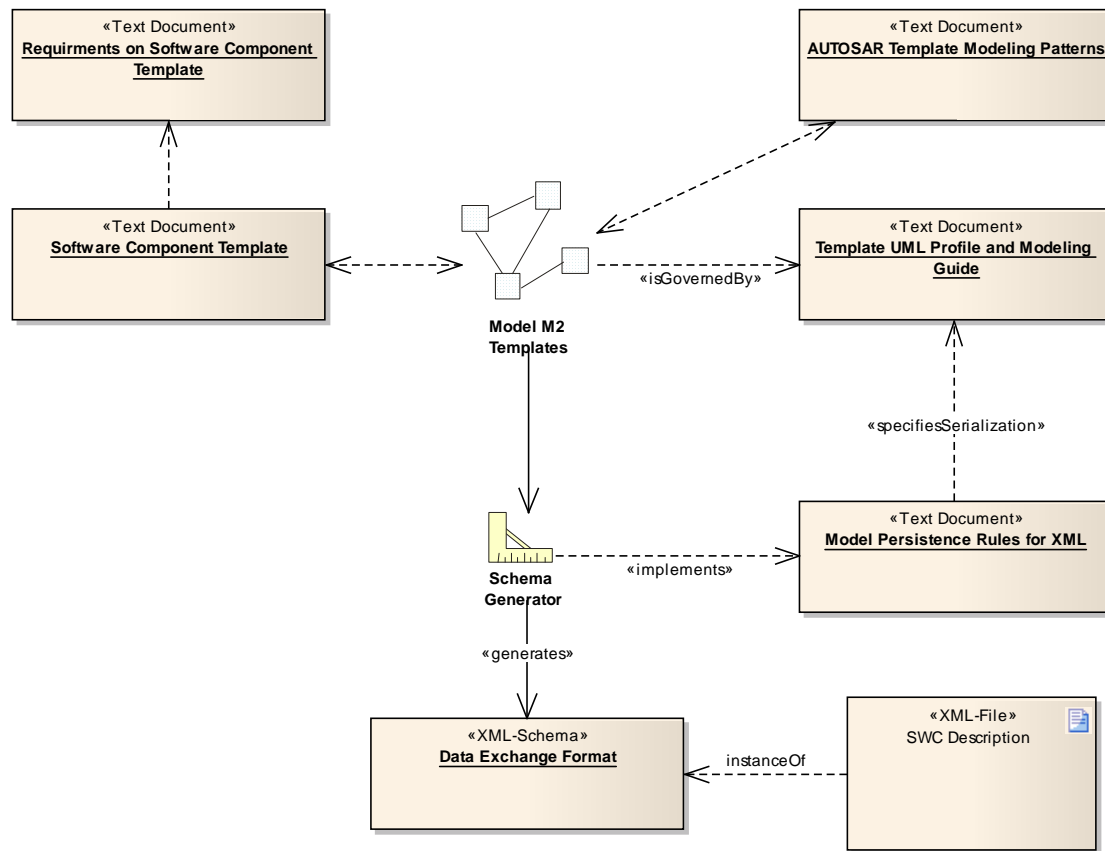 «Text Document»
Requirments on Software Component
Template
«Text Document»
AUTOSAR Template Modeling Patterns
«Text Document»
Software Component Template
Model M2
Templates
«isGovernedBy»
«Text Document»
Template UML Profile and Modeling
Guide
«specifiesSerialization»
Schema
Generator
«implements»
«Text Document»
Model Persistence Rules for XML
«generates»
«XML-Schema»
Data Exchange Format
instanceOf
«XML-File»
SWC Description